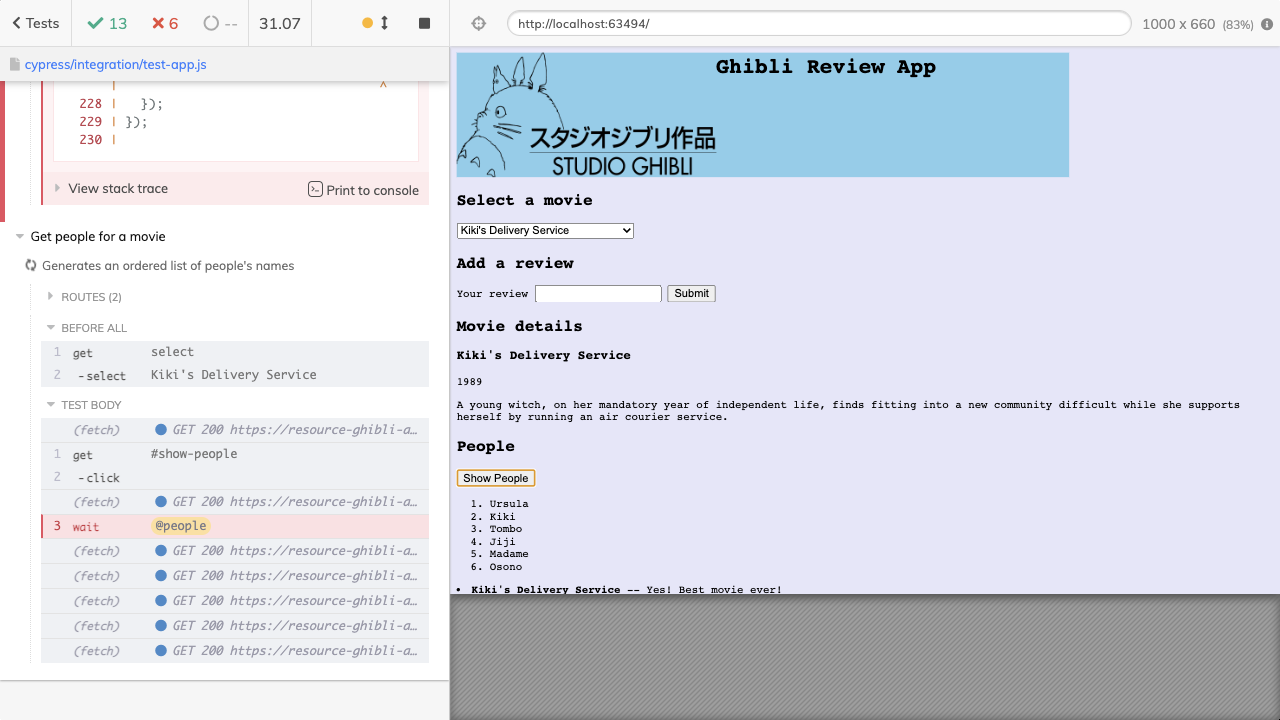 Tests
13
6
--
31.07
http://localhost:63494/
1000 x 660 (83%)
cypress/integration/test-app.js
| ^
228 | });
229 | });
230 |
View stack trace
Print to console
Get people for a movie
Generates an ordered list of people's names
ROUTES (2)
BEFORE ALL
1 get select
2 -select Kiki's Delivery Service
TEST BODY
(fetch) GET 200 https://resource-ghibli-a…
1 get #show-people
2 -click
(fetch) GET 200 https://resource-ghibli-a…
3 wait @people
(fetch) GET 200 https://resource-ghibli-a…
(fetch) GET 200 https://resource-ghibli-a…
(fetch) GET 200 https://resource-ghibli-a…
(fetch) GET 200 https://resource-ghibli-a…
(fetch) GET 200 https://resource-ghibli-a…
Ghibli Review App
スタジオジブリ作品
STUDIO GHIBLI
Select a movie
Kiki's Delivery Service
Add a review
Your review
Submit
Movie details
Kiki's Delivery Service
1989
A young witch, on her mandatory year of independent life, finds fitting into a new community difficult while she supports
herself by running an air courier service.
People
Show People
1. Ursula
2. Kiki
3. Tombo
4. Jiji
5. Madame
6. Osono
• Kiki's Delivery Service -- Yes! Best movie ever!